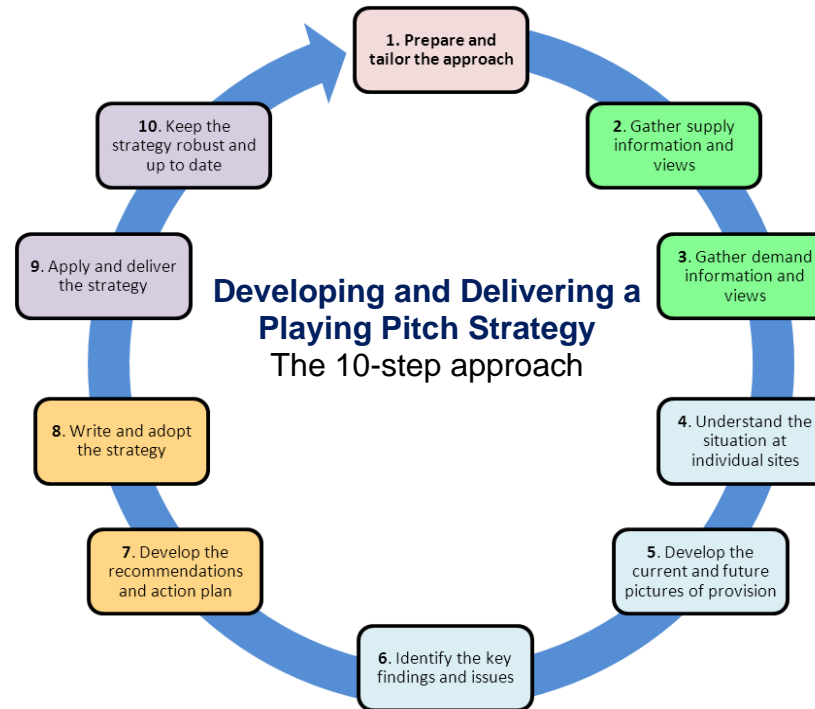 1. Prepare and
tailor the approach
2. Gather supply
information and
views
3. Gather demand
information and
views
4. Understand the
situation at
individual sites
5. Develop the
current and future
pictures of provision
6. Identify the key
findings and issues
7. Develop the
recommendations
and action plan
8. Write and adopt
the strategy
9. Apply and deliver
the strategy
10. Keep the
strategy robust and
up to date
Developing and Delivering a
Playing Pitch Strategy
The 10-step approach